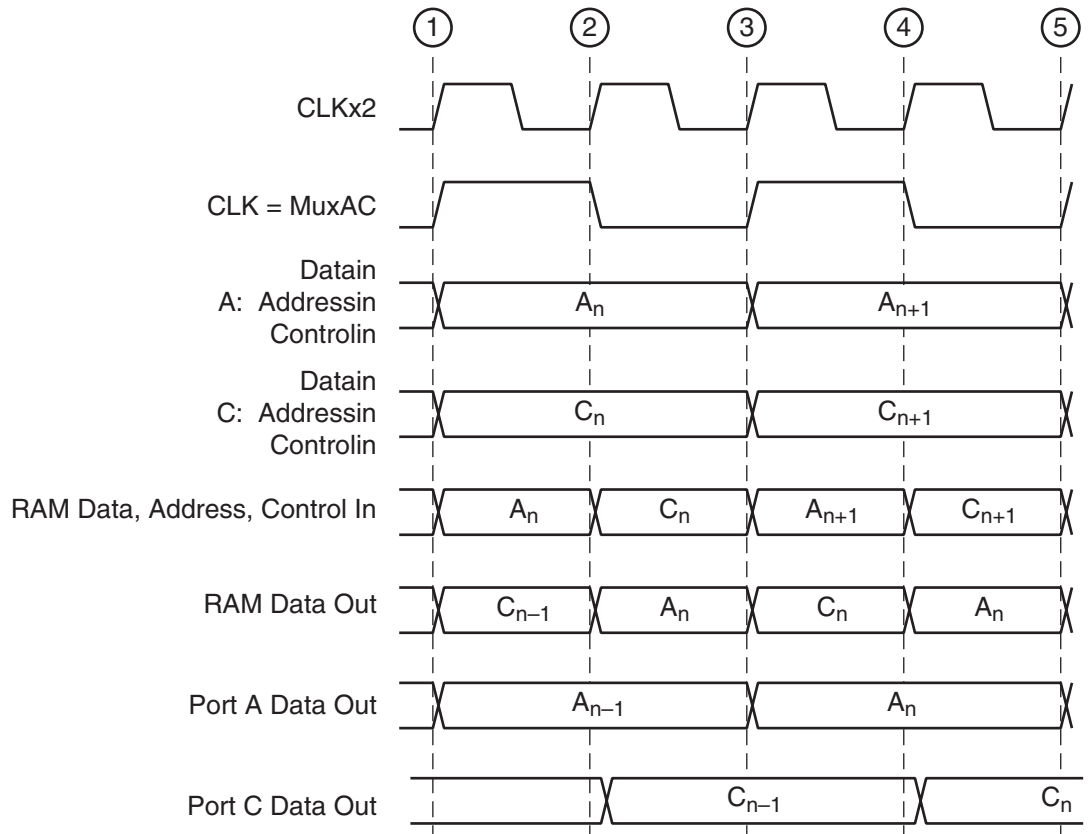 1 2 3 4 5
CLKx2
CLK = MuxAC
Datain
A: Addressin
Controlin
Aₙ Aₙ₊₁
Datain
C: Addressin
Controlin
Cₙ Cₙ₊₁
RAM Data, Address, Control In Aₙ Cₙ Aₙ₊₁ Cₙ₊₁
RAM Data Out Cₙ₋₁ Aₙ Cₙ Aₙ
Port A Data Out Aₙ₋₁ Aₙ
Port C Data Out Cₙ₋₁ Cₙ